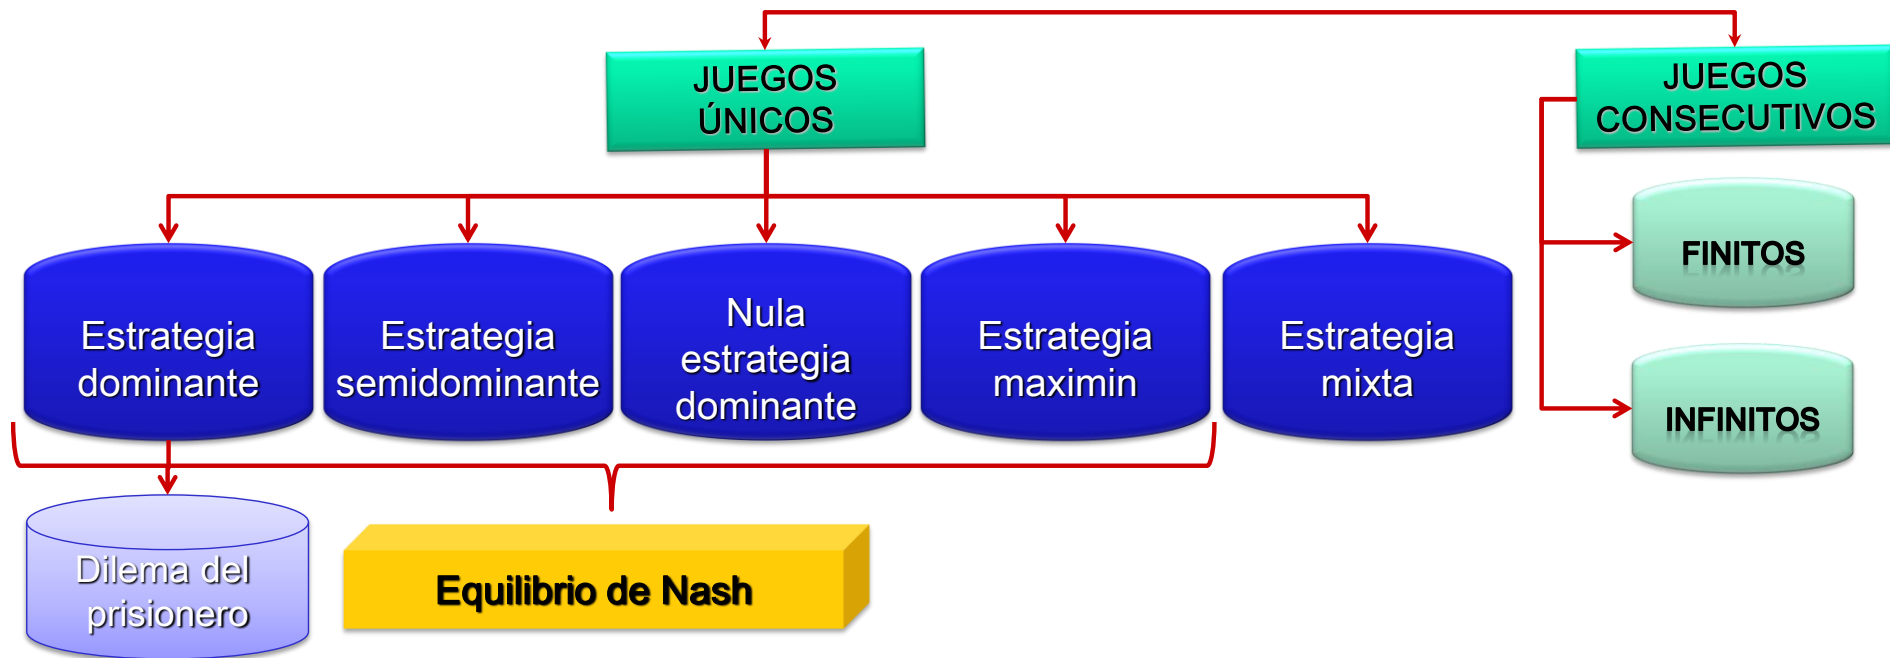 JUEGOS
ÚNICOS
JUEGOS
CONSECUTIVOS
Estrategia
dominante
Estrategia
semidominante
Nula
estrategia
dominante
Estrategia
maximin
Estrategia
mixta
FINITOS
INFINITOS
Dilema del
prisionero
Equilibrio de Nash